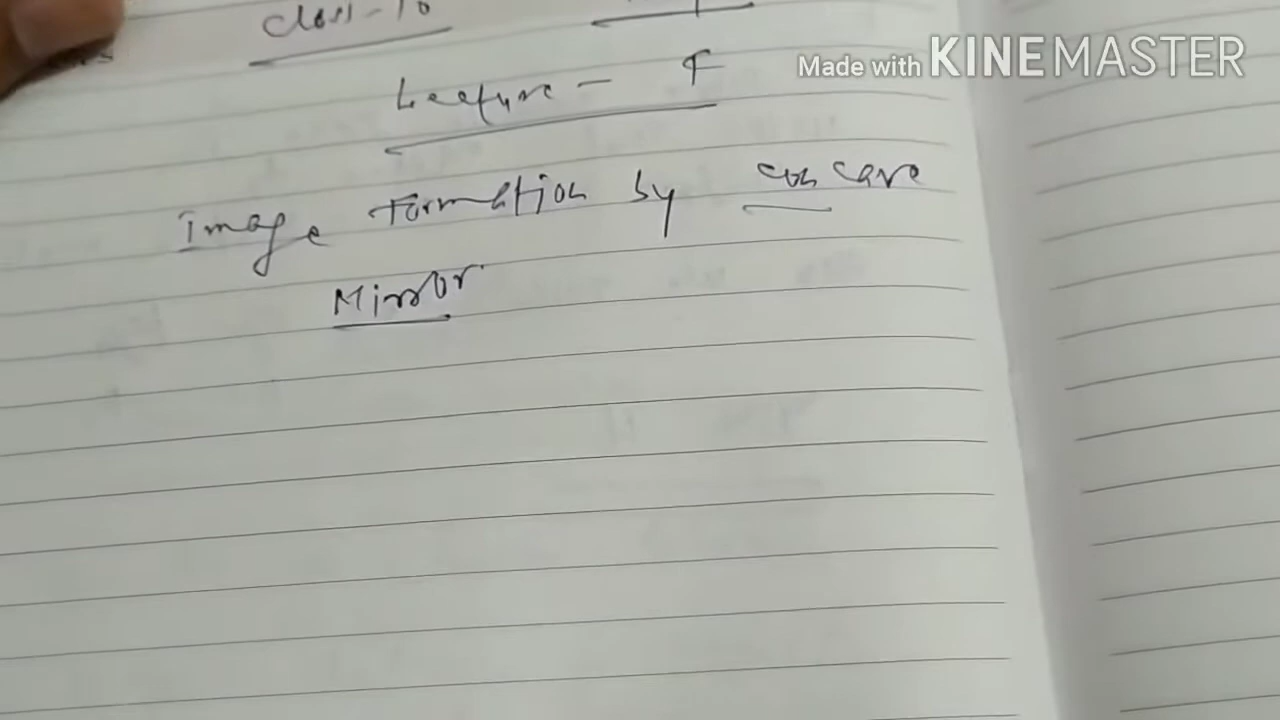 Class-10
Made with KINEMASTER
Lecture - 4
Image Formation by concave
Mirror